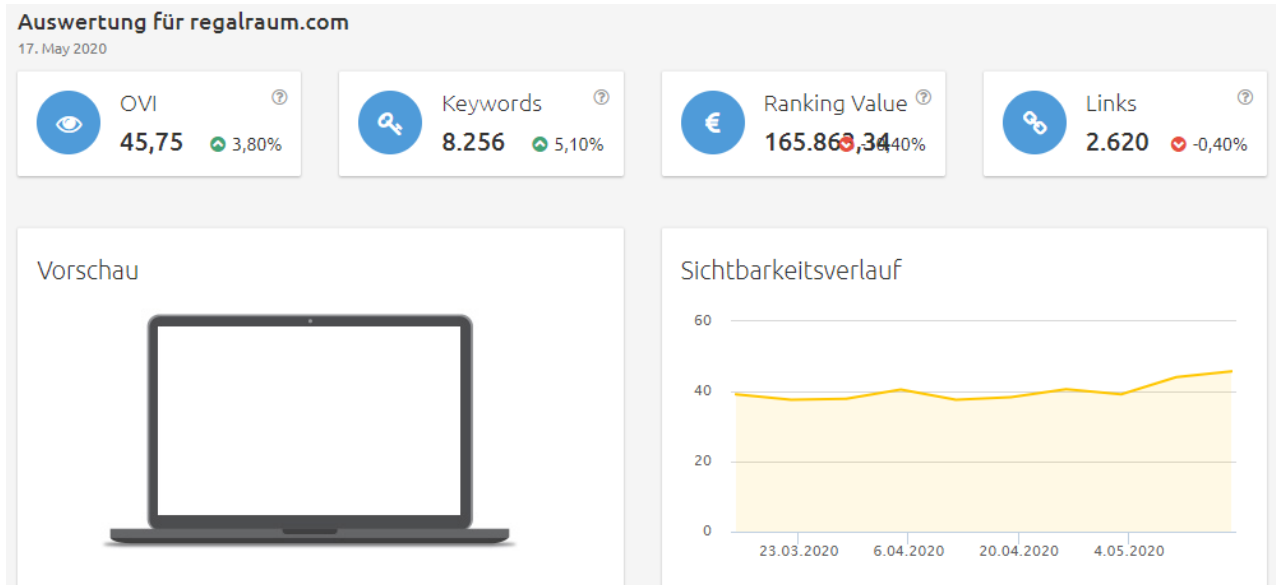 Auswertung für regalraum.com
17. May 2020
OVI
45,75 3,80%
Keywords
8.256 5,10%
Ranking Value
Links
2.620 -0,40%
Vorschau
Sichtbarkeitsverlauf
60
40
20
0
23.03.2020 6.04.2020 20.04.2020 4.05.2020